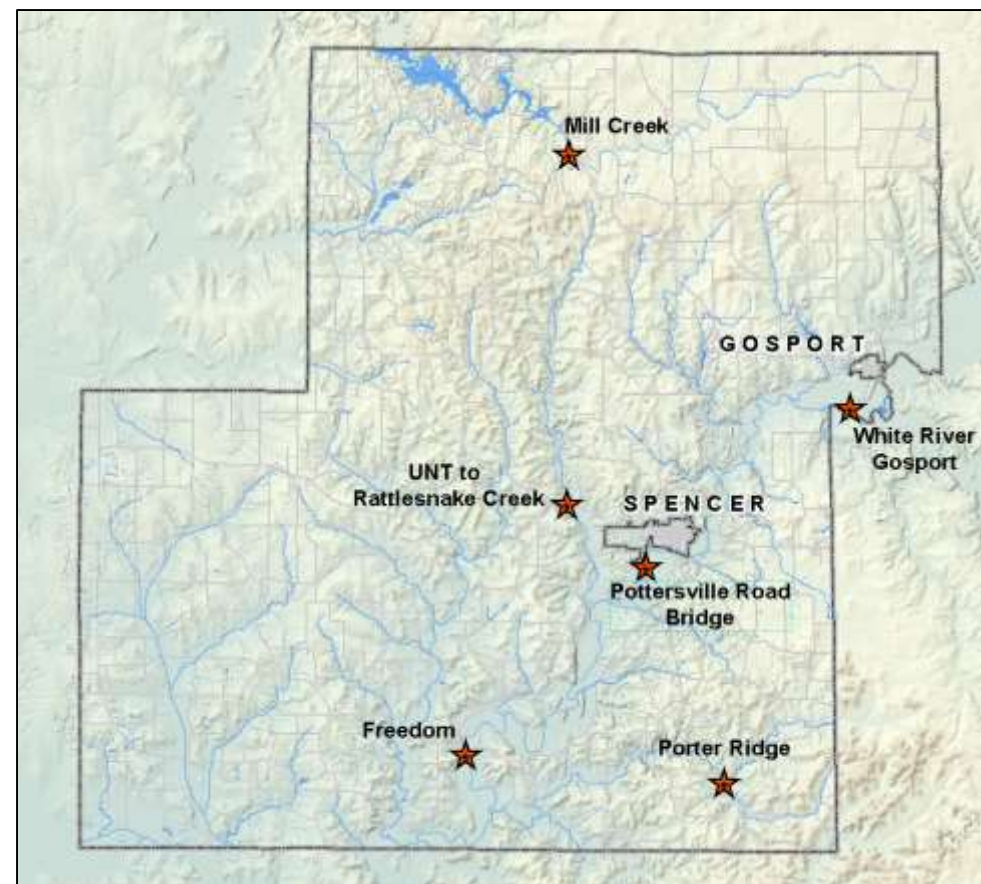 Mill Creek
GOSPORT
White River
Gosport
UNT to
Rattlesnake Creek
SPENCER
Pottersville Road
Bridge
Freedom
Porter Ridge